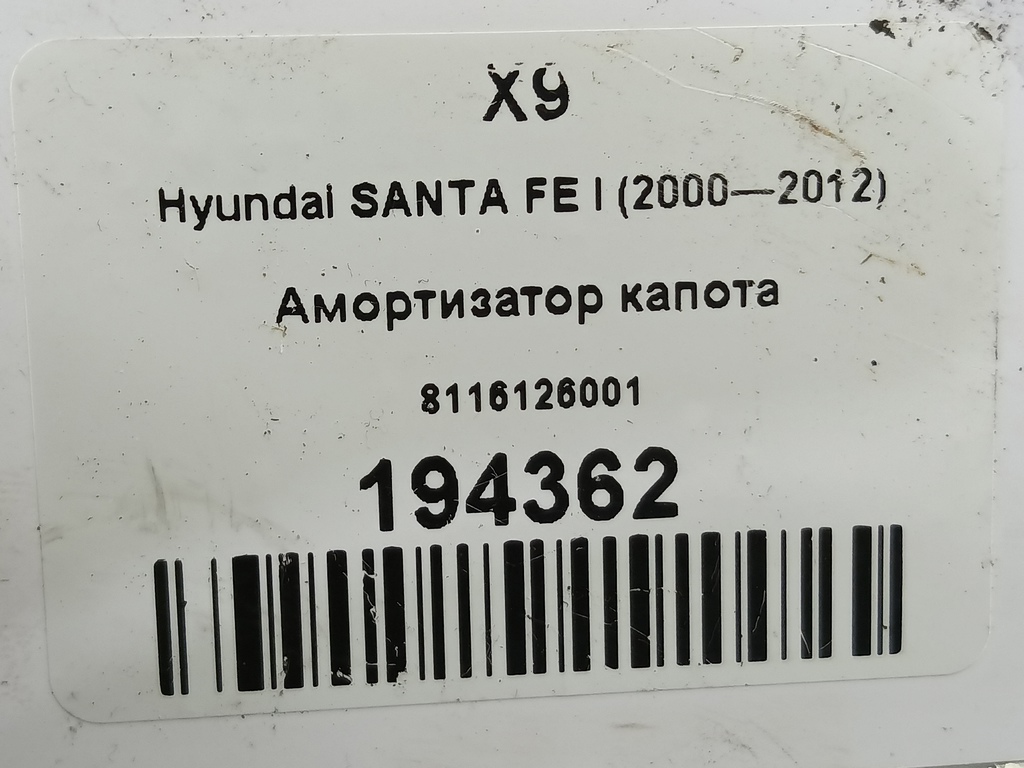 X9
Hyundai SANTA FE I (2000—2012)
Амортизатор капота
8116126001
194362